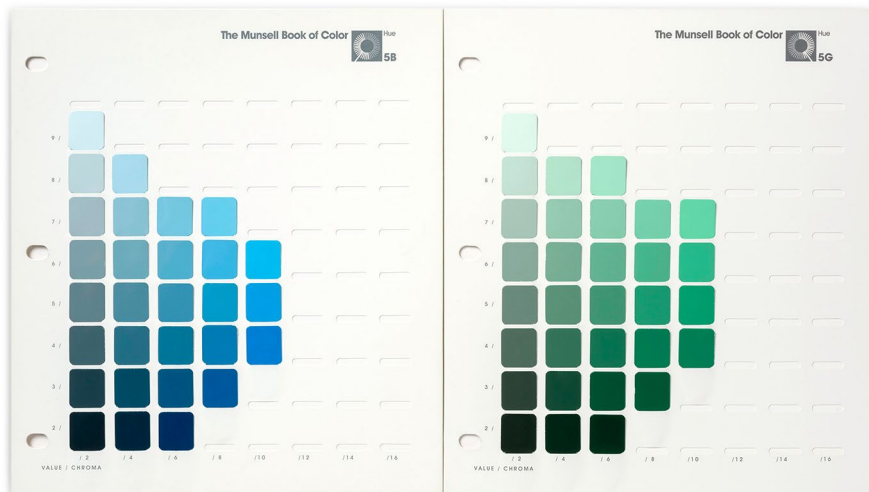 The Munsell Book of Color
Hue
5B
9 /
8 /
7 /
6 /
5 /
4 /
3 /
2 /
/ 2 / 4 / 6 / 8 /10 /12 /14 /16
VALUE / CHROMA
The Munsell Book of Color
Hue
5G
9 /
8 /
7 /
6 /
5 /
4 /
3 /
2 /
/ 2 / 4 / 6 / 8 /10 /12 /14 /16
VALUE / CHROMA